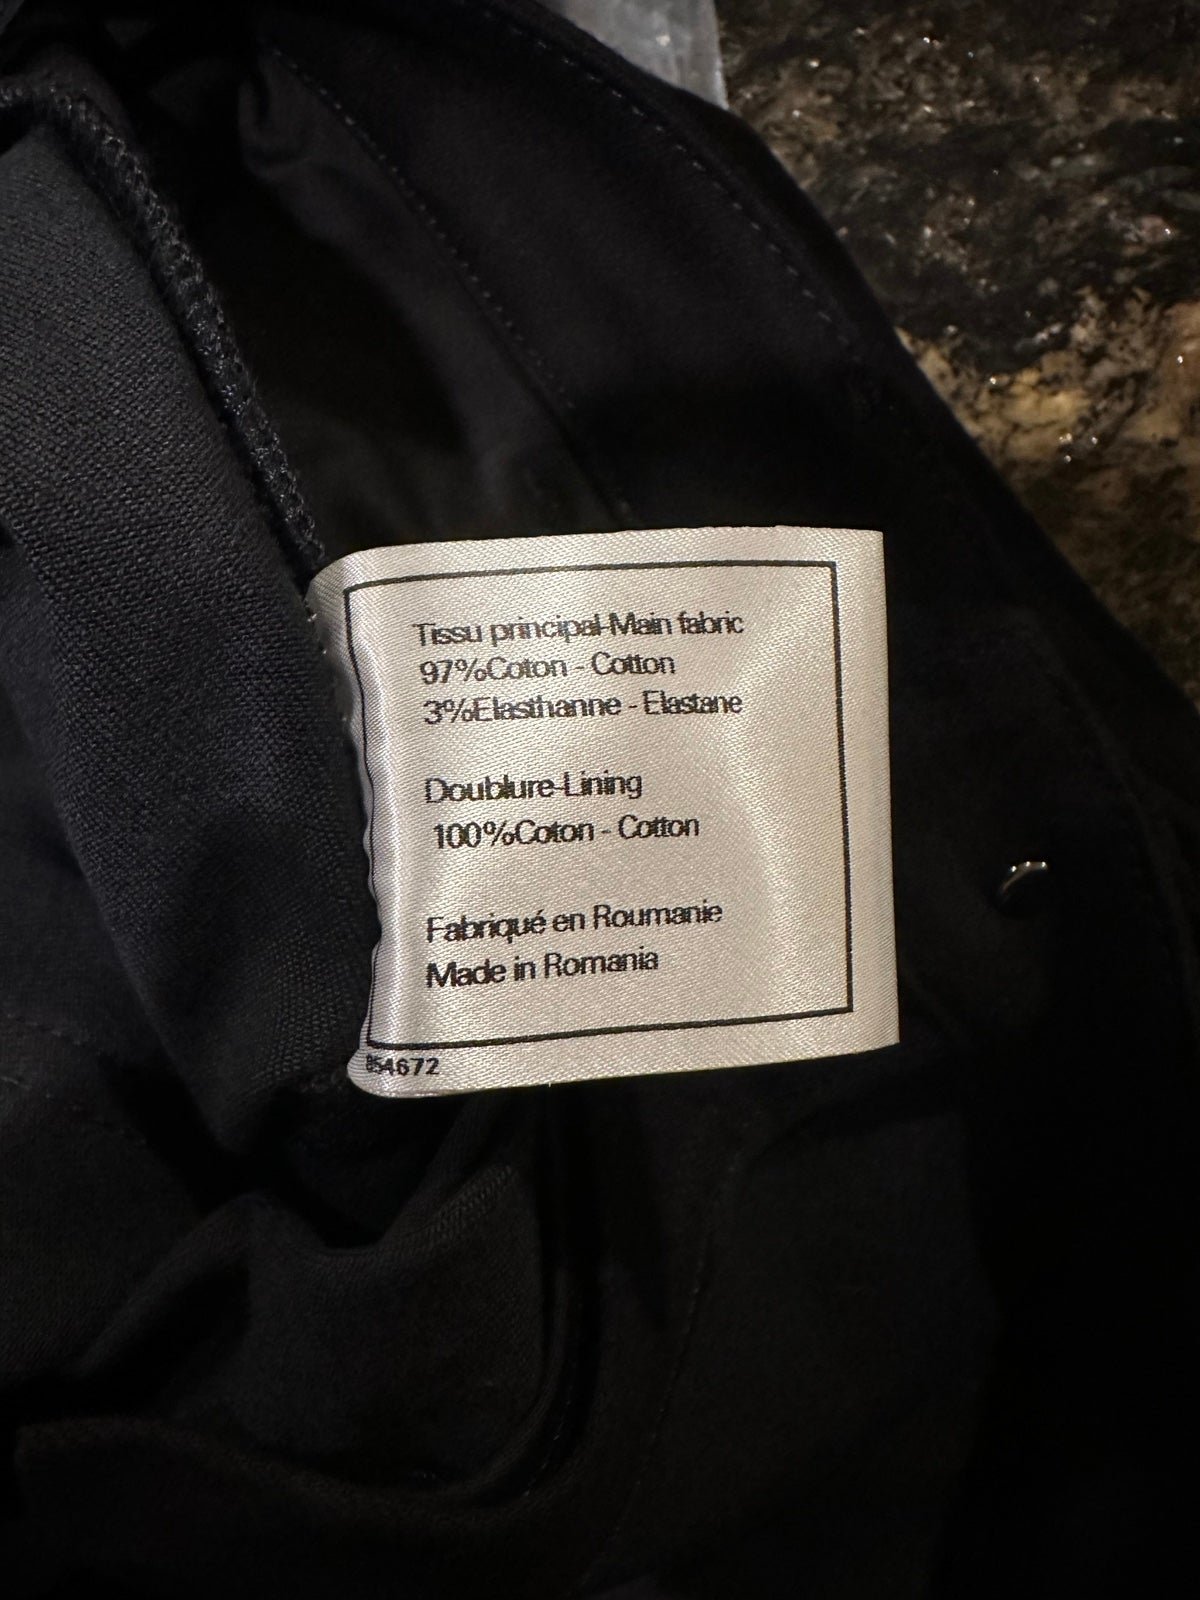 Tissu principal-Main fabric
97%Coton - Cotton
3%Elasthanne - Elastane
Doublure-Lining
100%Coton - Cotton
Fabriqué en Roumanie
Made in Romania
854672